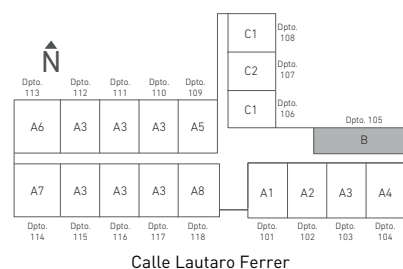 C1
Dpto.
108
N
C2
Dpto.
107
Dpto.
113
Dpto.
112
Dpto.
111
Dpto.
110
Dpto.
109
C1
Dpto.
106
Dpto. 105
A6
A3
A3
A3
A5
B
A7
A3
A3
A3
A8
A1
A2
A3
A4
Dpto.
114
Dpto.
115
Dpto.
116
Dpto.
117
Dpto.
118
Dpto.
101
Dpto.
102
Dpto.
103
Dpto.
104
Calle Lautaro Ferrer